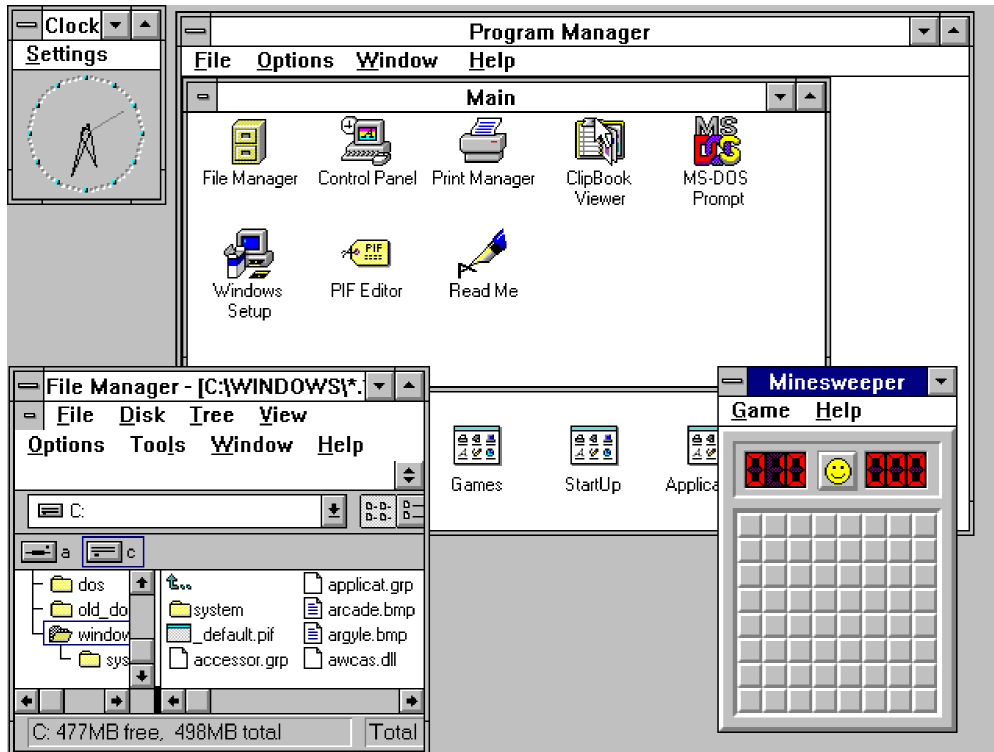 Clock
Settings
Program Manager
File Options Window Help
Main
File Manager
Control Panel
Print Manager
ClipBook
Viewer
MS
DOS
MS-DOS
Prompt
Windows
Setup
PIF
PIF Editor
Read Me
Games
StartUp
Applica
File Manager - [C:\WINDOWS\*.
File Disk Tree View
Options Tools Window Help
C:
a
c
dos
old_do
window
sys
system
_default.pif
accessor.grp
applicat.grp
arcade.bmp
argyle.bmp
awcas.dll
C: 477MB free, 498MB total
Total
Minesweeper
Game Help